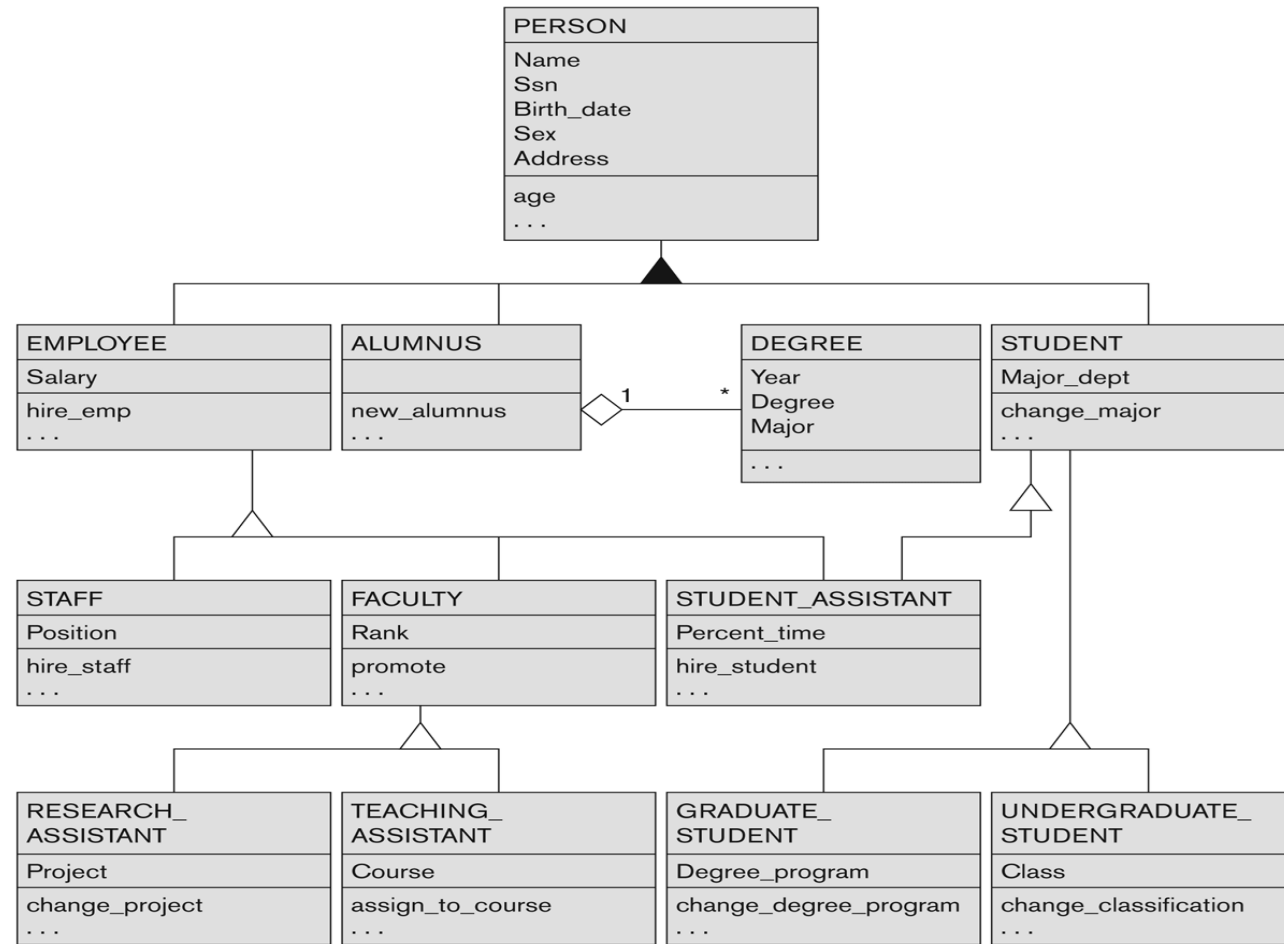 PERSON
Name
Ssn
Birth_date
Sex
Address
age
. . .
EMPLOYEE
Salary
hire_emp
. . .
ALUMNUS
new_alumnus
. . .
1
*
DEGREE
Year
Degree
Major
. . .
STUDENT
Major_dept
change_major
. . .
STAFF
Position
hire_staff
. . .
FACULTY
Rank
promote
. . .
STUDENT_ASSISTANT
Percent_time
hire_student
. . .
RESEARCH_
ASSISTANT
Project
change_project
. . .
TEACHING_
ASSISTANT
Course
assign_to_course
. . .
GRADUATE_
STUDENT
Degree_program
change_degree_program
. . .
UNDERGRADUATE_
STUDENT
Class
change_classification
. . .